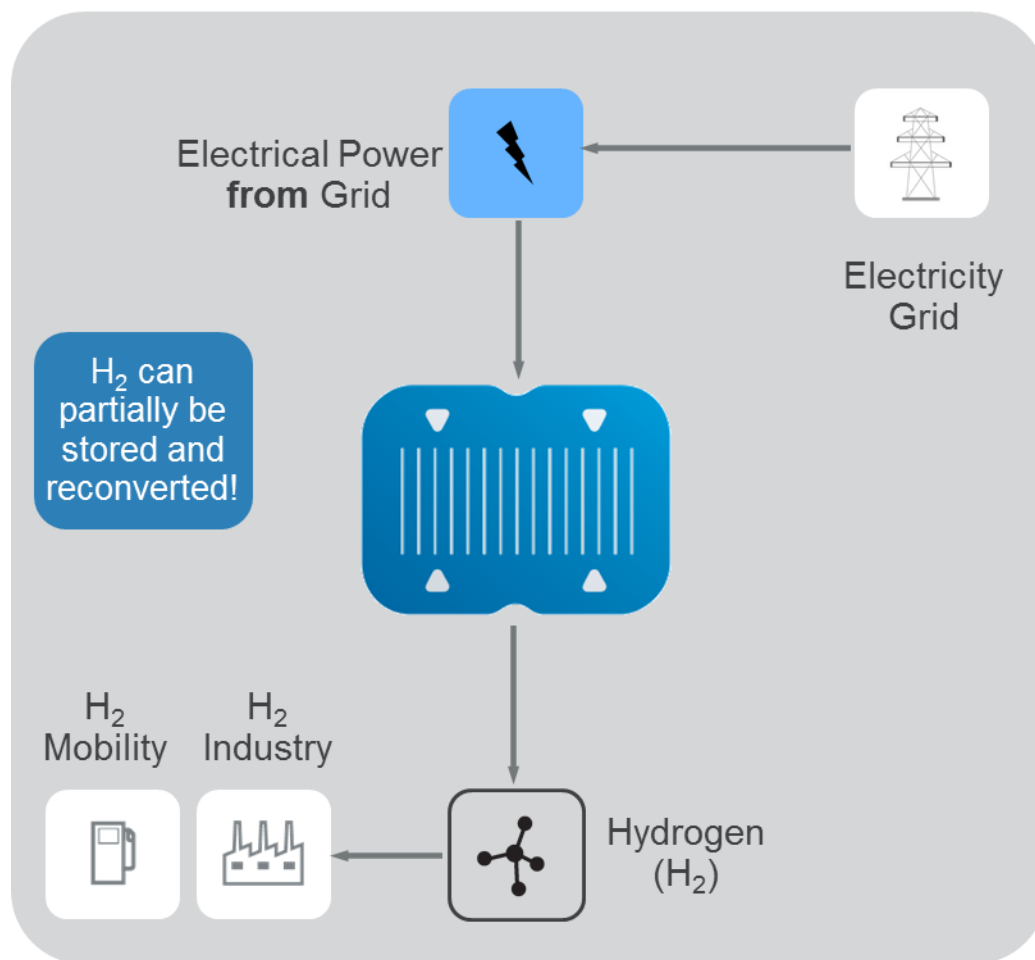 Electrical Power
from Grid
Electricity
Grid
H₂ can
partially be
stored and
reconverted!
H₂
Mobility
H₂
Industry
Hydrogen
(H₂)